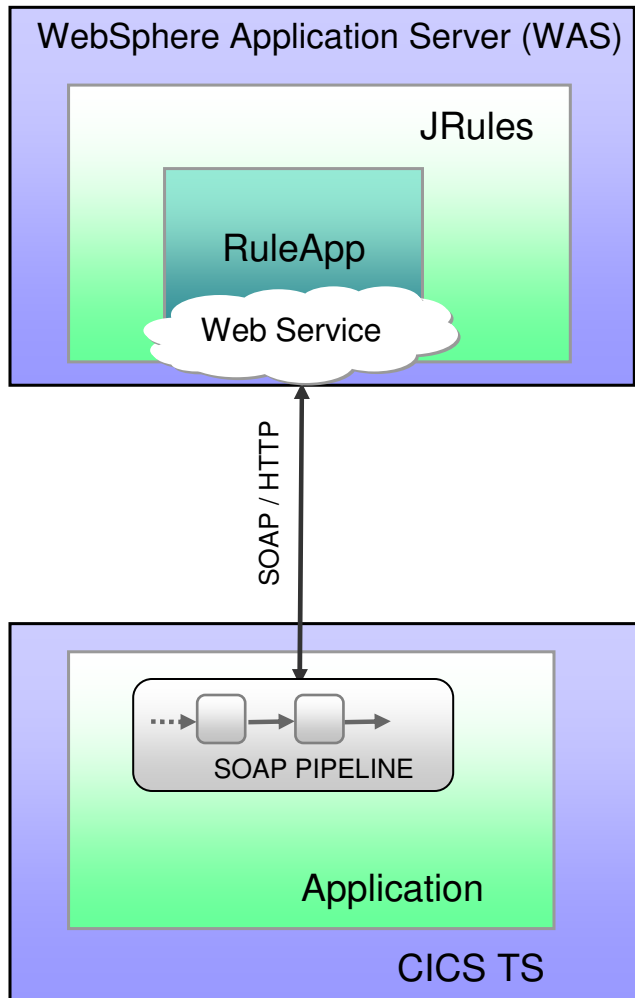 WebSphere Application Server (WAS)
JRules
RuleApp
Web Service
SOAP / HTTP
SOAP PIPELINE
Application
CICS TS